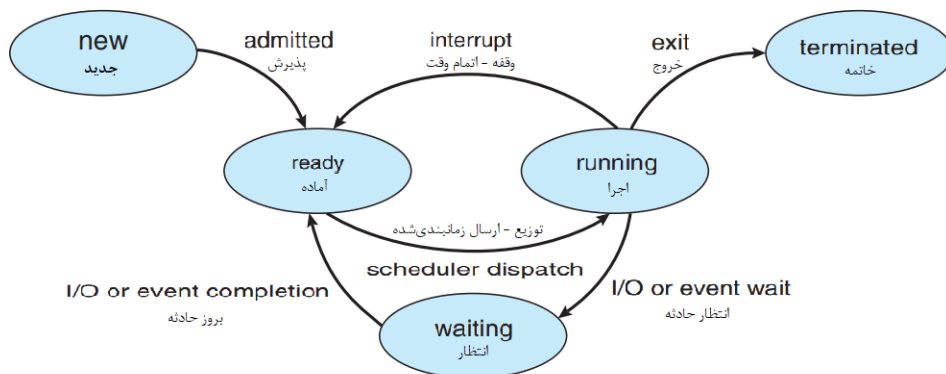 new
جدید
admitted
پذیرش
interrupt
وقفه - اتمام وقت
exit
خروج
terminated
خاتمه
ready
آماده
running
اجرا
توزیع - ارسال زمانبندی‌شده
scheduler dispatch
I/O or event completion
بروز حادثه
I/O or event wait
انتظار حادثه
waiting
انتظار